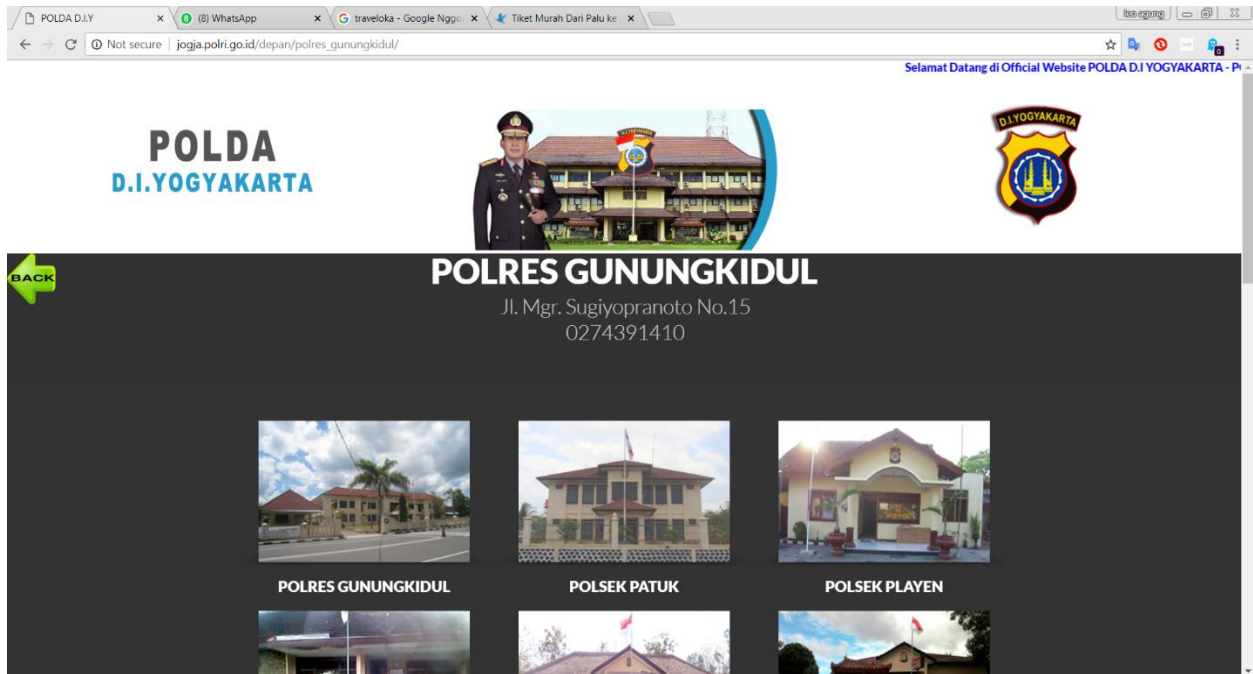 POLDA D.I.Y
(8) WhatsApp
traveloka - Google Nggo
Tiket Murah Dari Palu ke
Not secure
jogja.polri.go.id/depan/polres_gunungkidul/
Selamat Datang di Official Website POLDA D.I YOGYAKARTA -
POLDA
D.I.YOGYAKARTA
D.I.YOGYAKARTA
BACK
POLRES GUNUNGKIDUL
Jl. Mgr. Sugiyopranoto No.15
0274391410
POLRES GUNUNGKIDUL
POLSEK PATUK
POLSEK PLAYEN